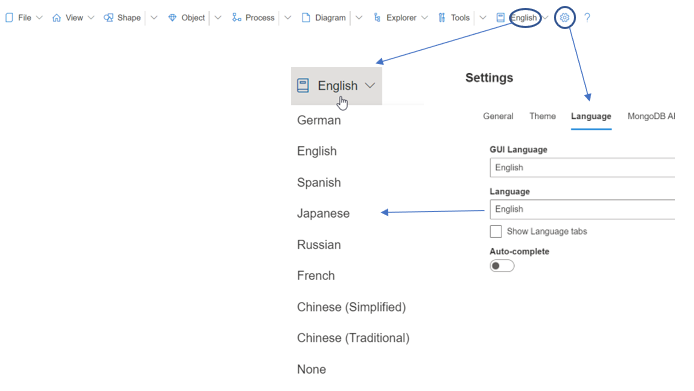 File View Shape Object Process Diagram Explorer Tools English ?
English
German
English
Spanish
Japanese
Russian
French
Chinese (Simplified)
Chinese (Traditional)
None
Settings
General Theme Language MongoDB
GUI Language
English
Language
English
Show Language tabs
Auto-complete